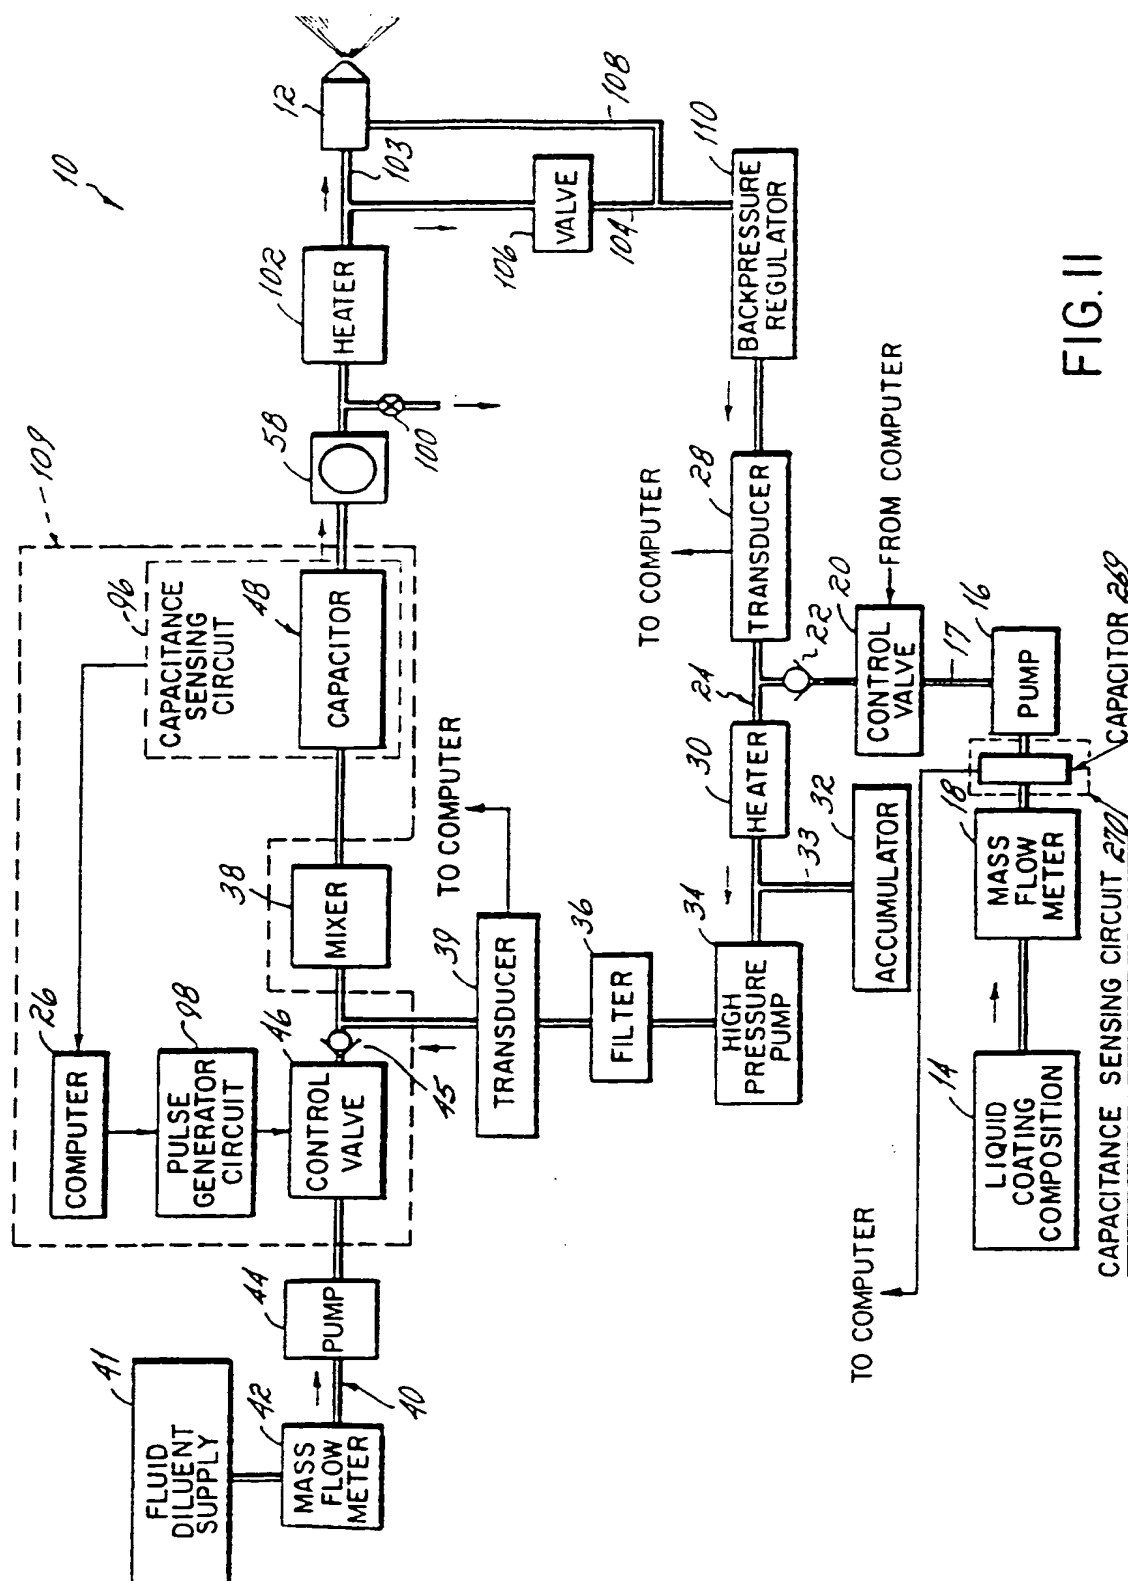 10
109
12
108
103
102
HEATER
106
VALVE
104
110
BACKPRESSURE
REGULATOR
58
100
96
CAPACITANCE
SENSING
CIRCUIT
48
CAPACITOR
38
MIXER
26
COMPUTER
98
PULSE
GENERATOR
CIRCUIT
46
CONTROL
VALVE
45
44
PUMP
40
41
FLUID
DILUENT
SUPPLY
42
MASS
FLOW
METER
TO COMPUTER
39
TRANSDUCER
36
FILTER
34
HIGH
PRESSURE
PUMP
TO COMPUTER
28
TRANSDUCER
24
22
30
HEATER
33
32
ACCUMULATOR
FROM COMPUTER
20
CONTROL
VALVE
17
16
PUMP
CAPACITOR 269
18
MASS
FLOW
METER
14
LIQUID
COATING
COMPOSITION
TO COMPUTER
CAPACITANCE SENSING CIRCUIT 270
FIG. 11